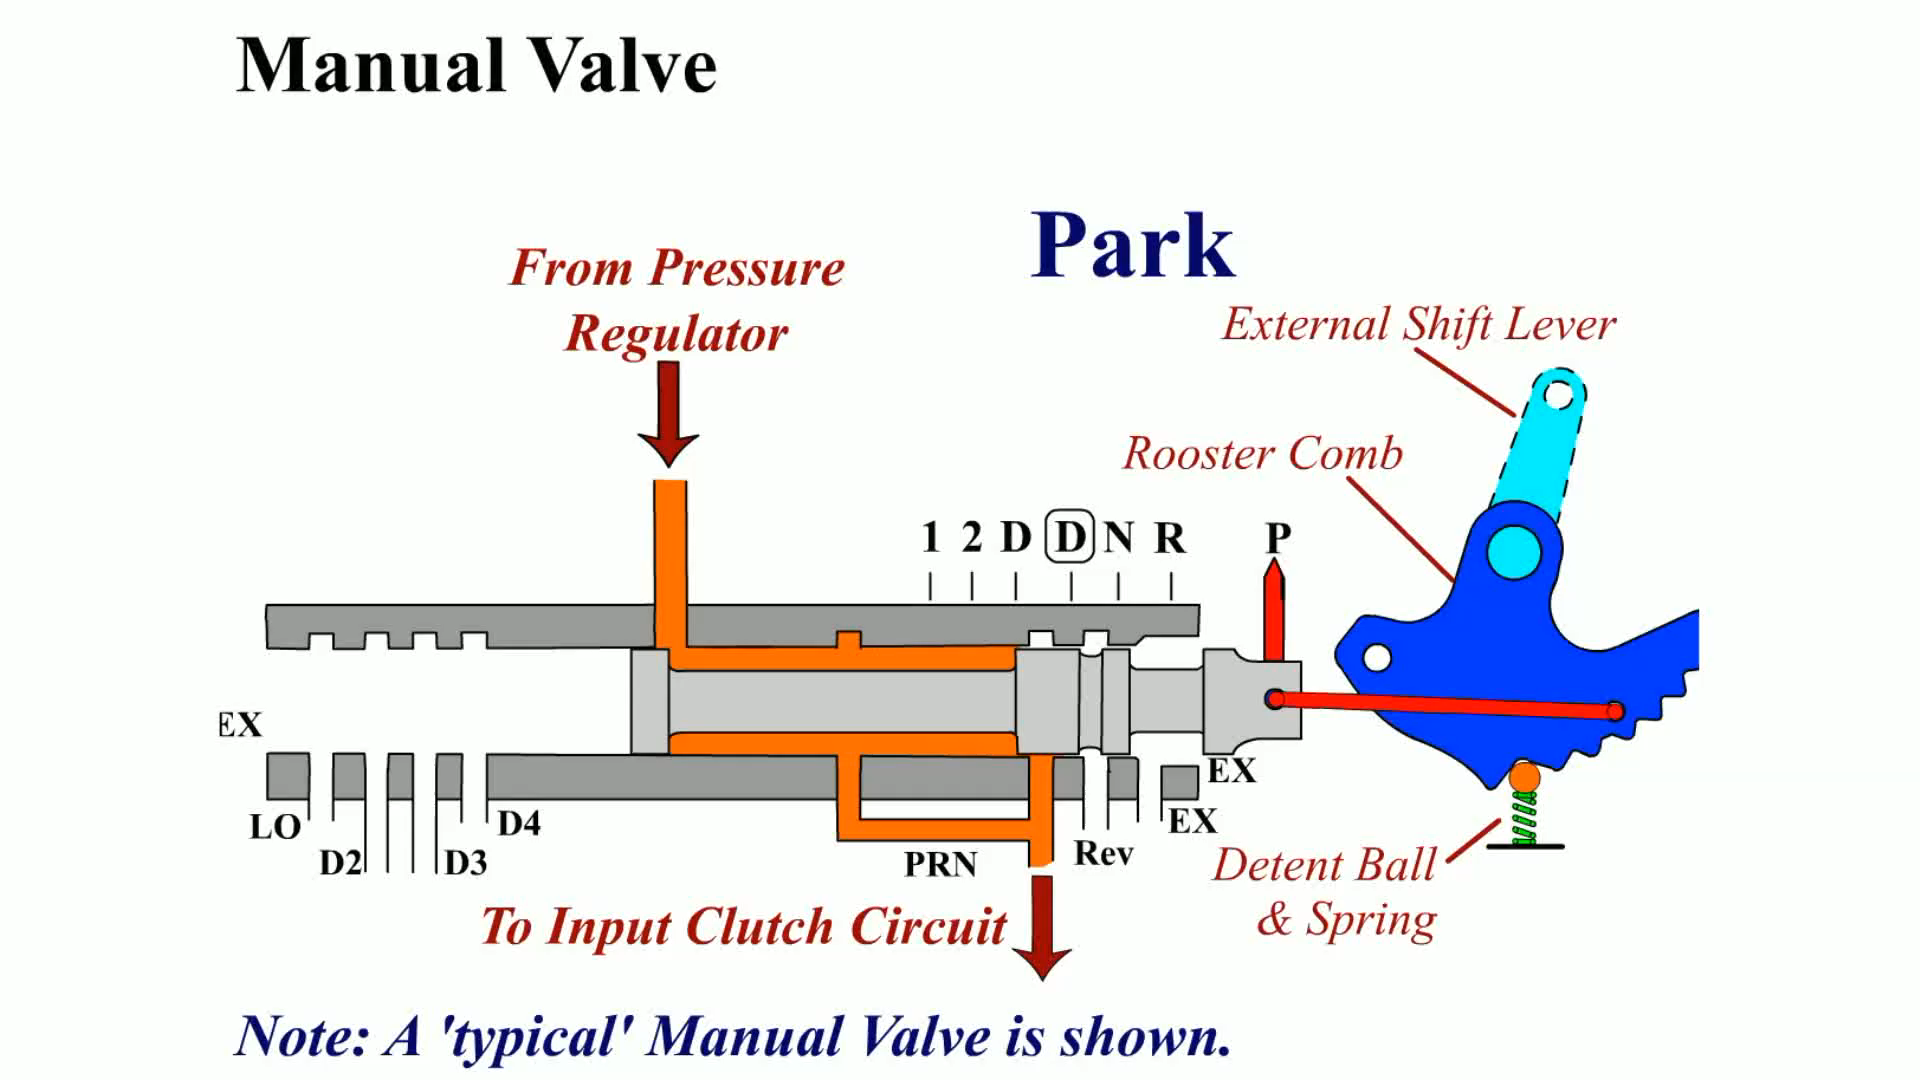 Manual Valve
Park
From Pressure
Regulator
External Shift Lever
Rooster Comb
1 2 D D N R P
EX
EX
LO
D4
EX
D2
D3
PRN
Rev
Detent Ball
& Spring
To Input Clutch Circuit
Note: A 'typical' Manual Valve is shown.